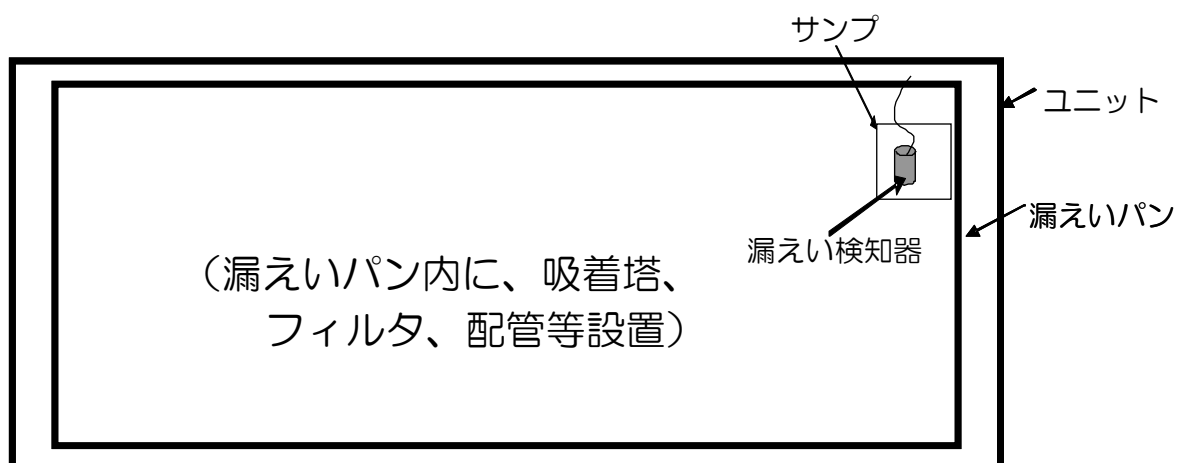 サンプ
ユニット
漏えいパン
漏えい検知器
（漏えいパン内に、吸着塔、
フィルタ、配管等設置）